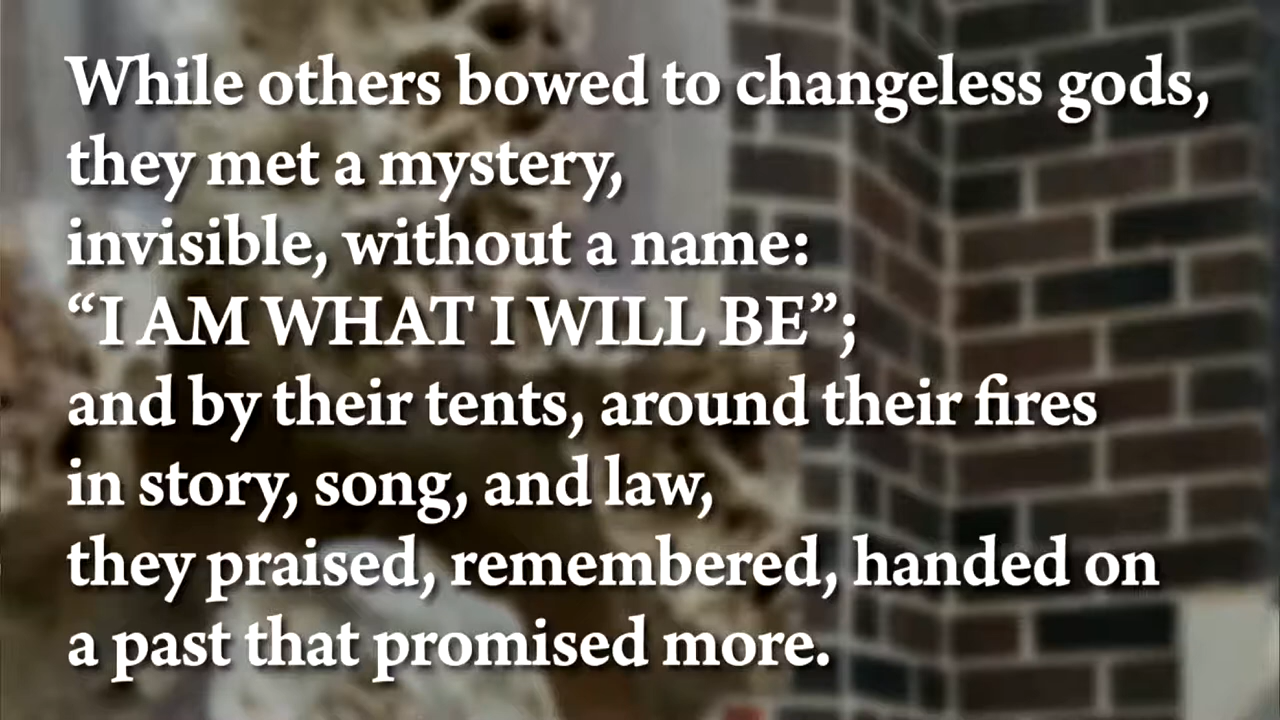 While others bowed to changeless gods,
they met a mystery,
invisible, without a name:
“I AM WHAT I WILL BE”;
and by their tents, around their fires
in story, song, and law,
they praised, remembered, handed on
a past that promised more.